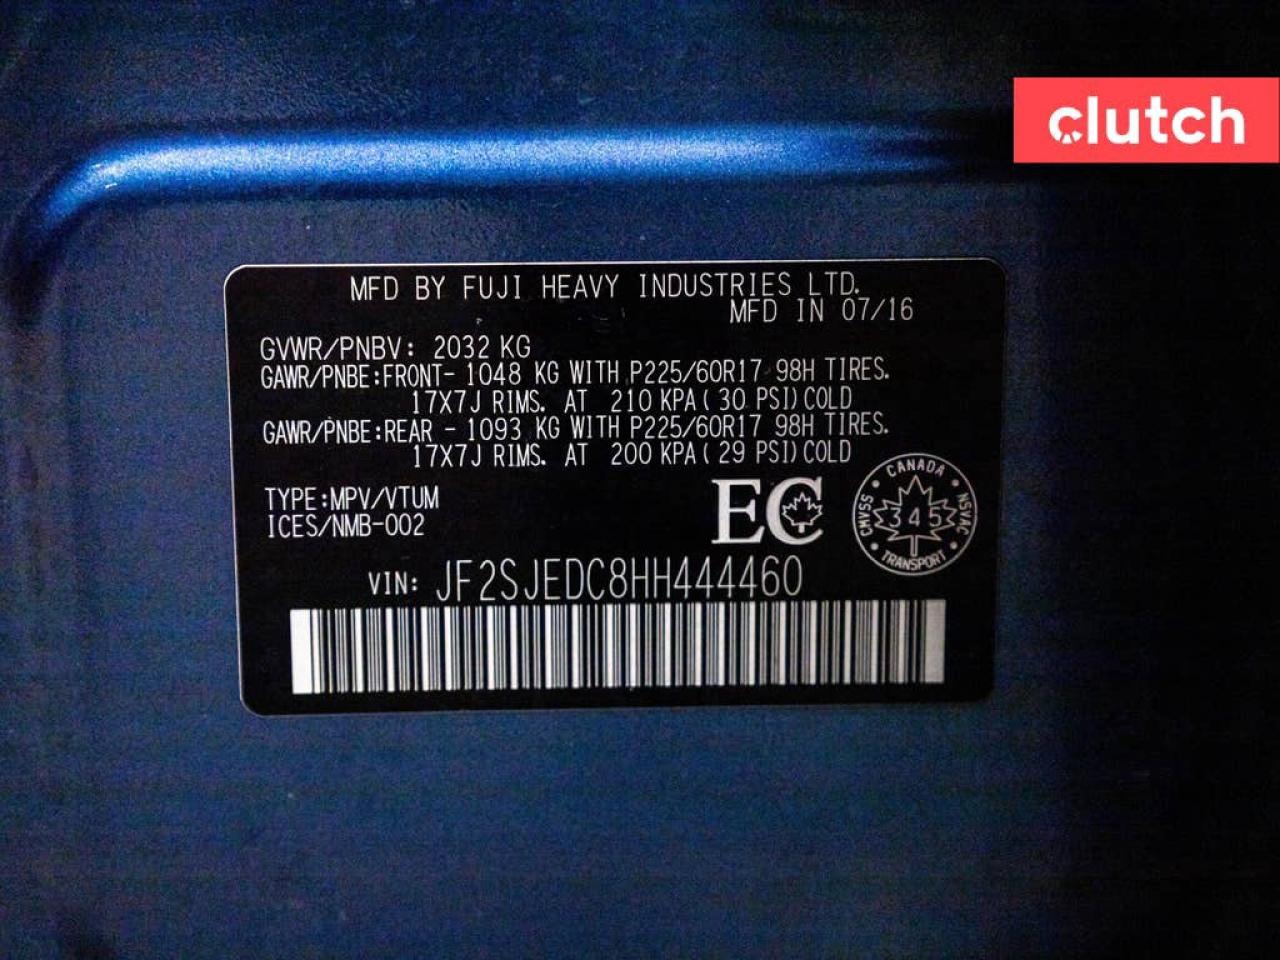 clutch
MFD BY FUJI HEAVY INDUSTRIES LTD.
MFD IN 07/16
GVWR/PNBV: 2032 KG
GAWR/PNBE:FRONT- 1048 KG WITH P225/60R17 98H TIRES.
17X7J RIMS. AT 210 KPA(30 PSI)COLD
GAWR/PNBE:REAR - 1093 KG WITH P225/60R17 98H TIRES.
17X7J RIMS. AT 200 KPA(29 PSI)COLD
TYPE:MPV/VTUM
ICES/NMB-002
EC
CANADA
CMVSS
NSVAC
345
TRANSPORT
VIN: JF2SJEDC8HH444460